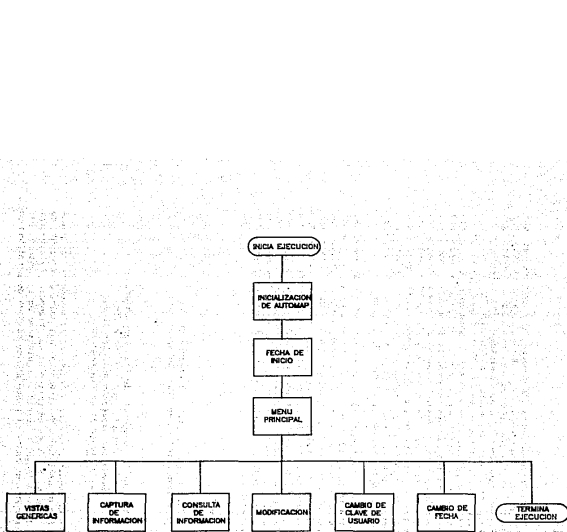 INICIA EJECUCION
INICIALIZACION
DE AUTOMAP
FECHA DE
INICIO
MENU
PRINCIPAL
VISTAS
GENERICAS
CAPTURA
DE
INFORMACION
CONSULTA
DE
INFORMACION
MODIFICACION
CAMBIO DE
CLAVE DE
USUARIO
CAMBIO DE
FECHA
TERMINA
EJECUCION